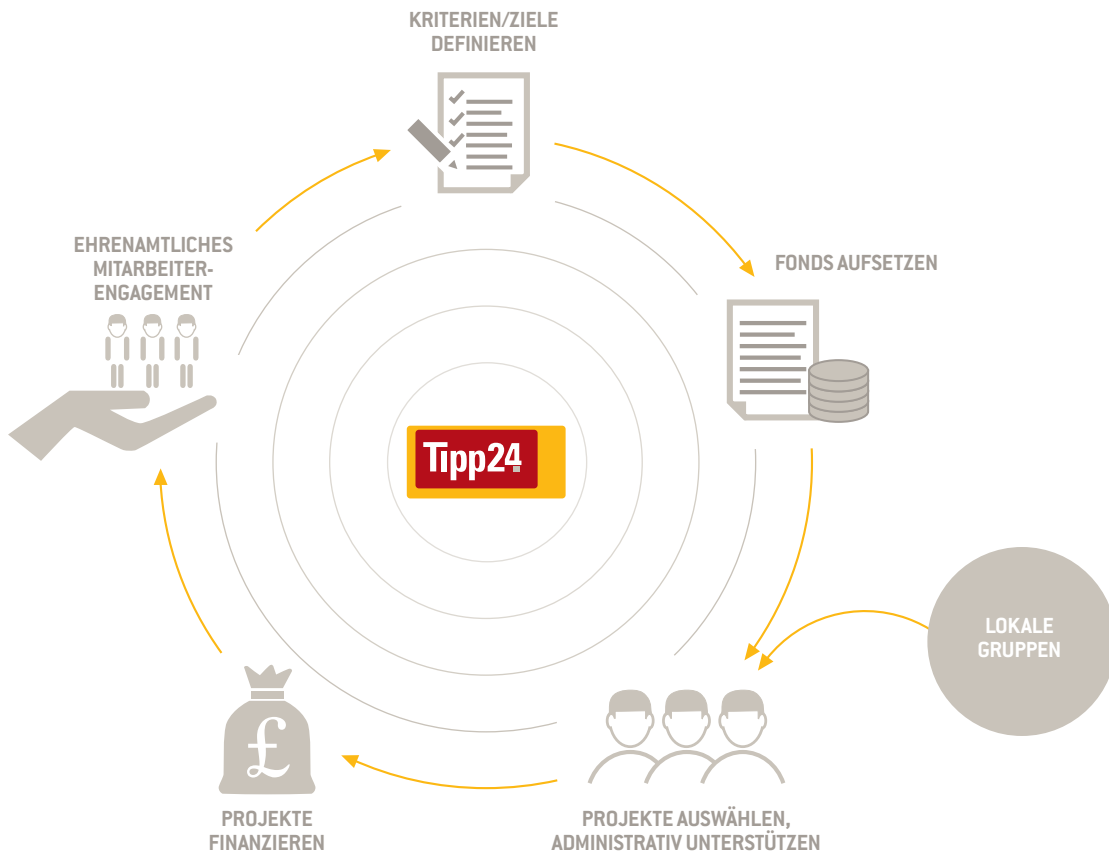 KRITERIEN/ZIELE
DEFINIEREN
EHRENAMTLICHES
MITARBEITER-
ENGAGEMENT
FONDS AUFSETZEN
Tipp24
LOKALE
GRUPPEN
£
PROJEKTE
FINANZIEREN
PROJEKTE AUSWÄHLEN,
ADMINISTRATIV UNTERSTÜTZEN